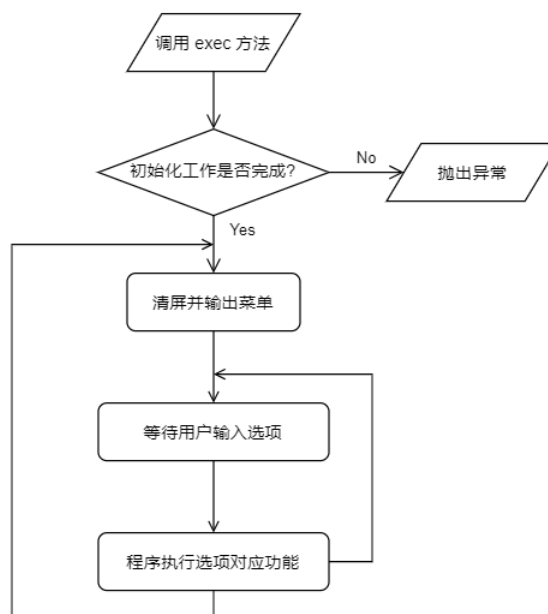 调用 exec 方法
初始化工作是否完成?
No
抛出异常
Yes
清屏并输出菜单
等待用户输入选项
程序执行选项对应功能